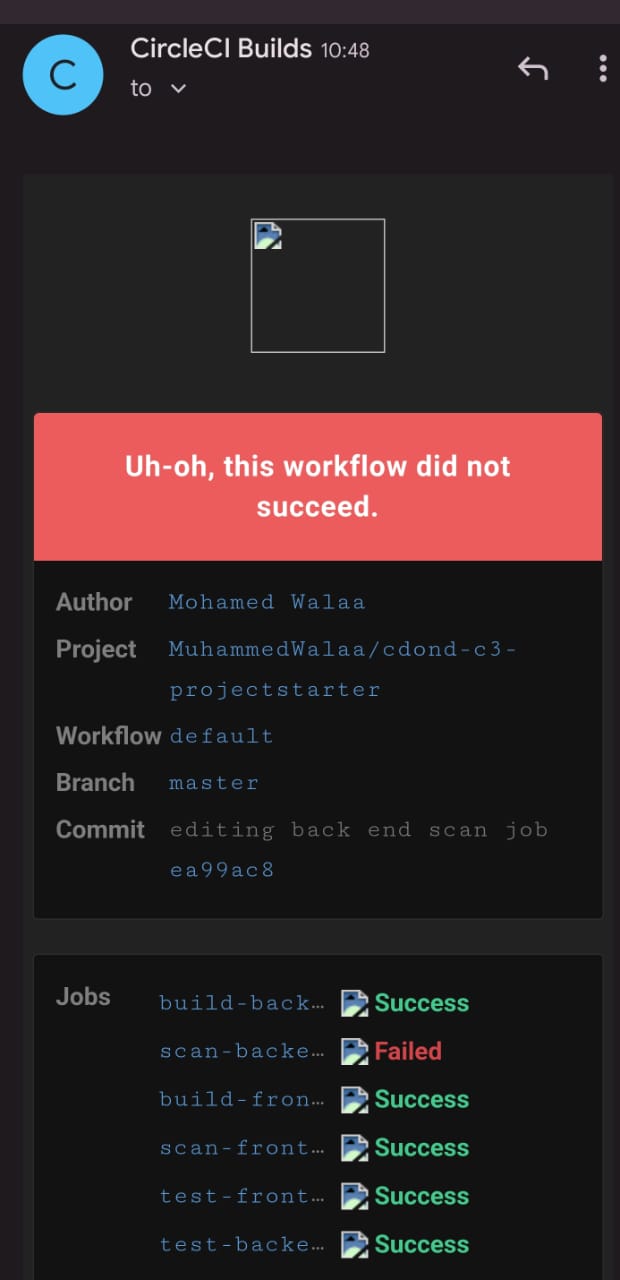 C
CircleCI Builds 10:48
to
Uh-oh, this workflow did not
succeed.
Author Mohamed Walaa
Project MuhammedWalaa/cdond-c3-
projectstarter
Workflow default
Branch master
Commit editing back end scan job
ea99ac8
Jobs build-back… Success
scan-backe… Failed
build-fron… Success
scan-front… Success
test-front… Success
test-backe… Success